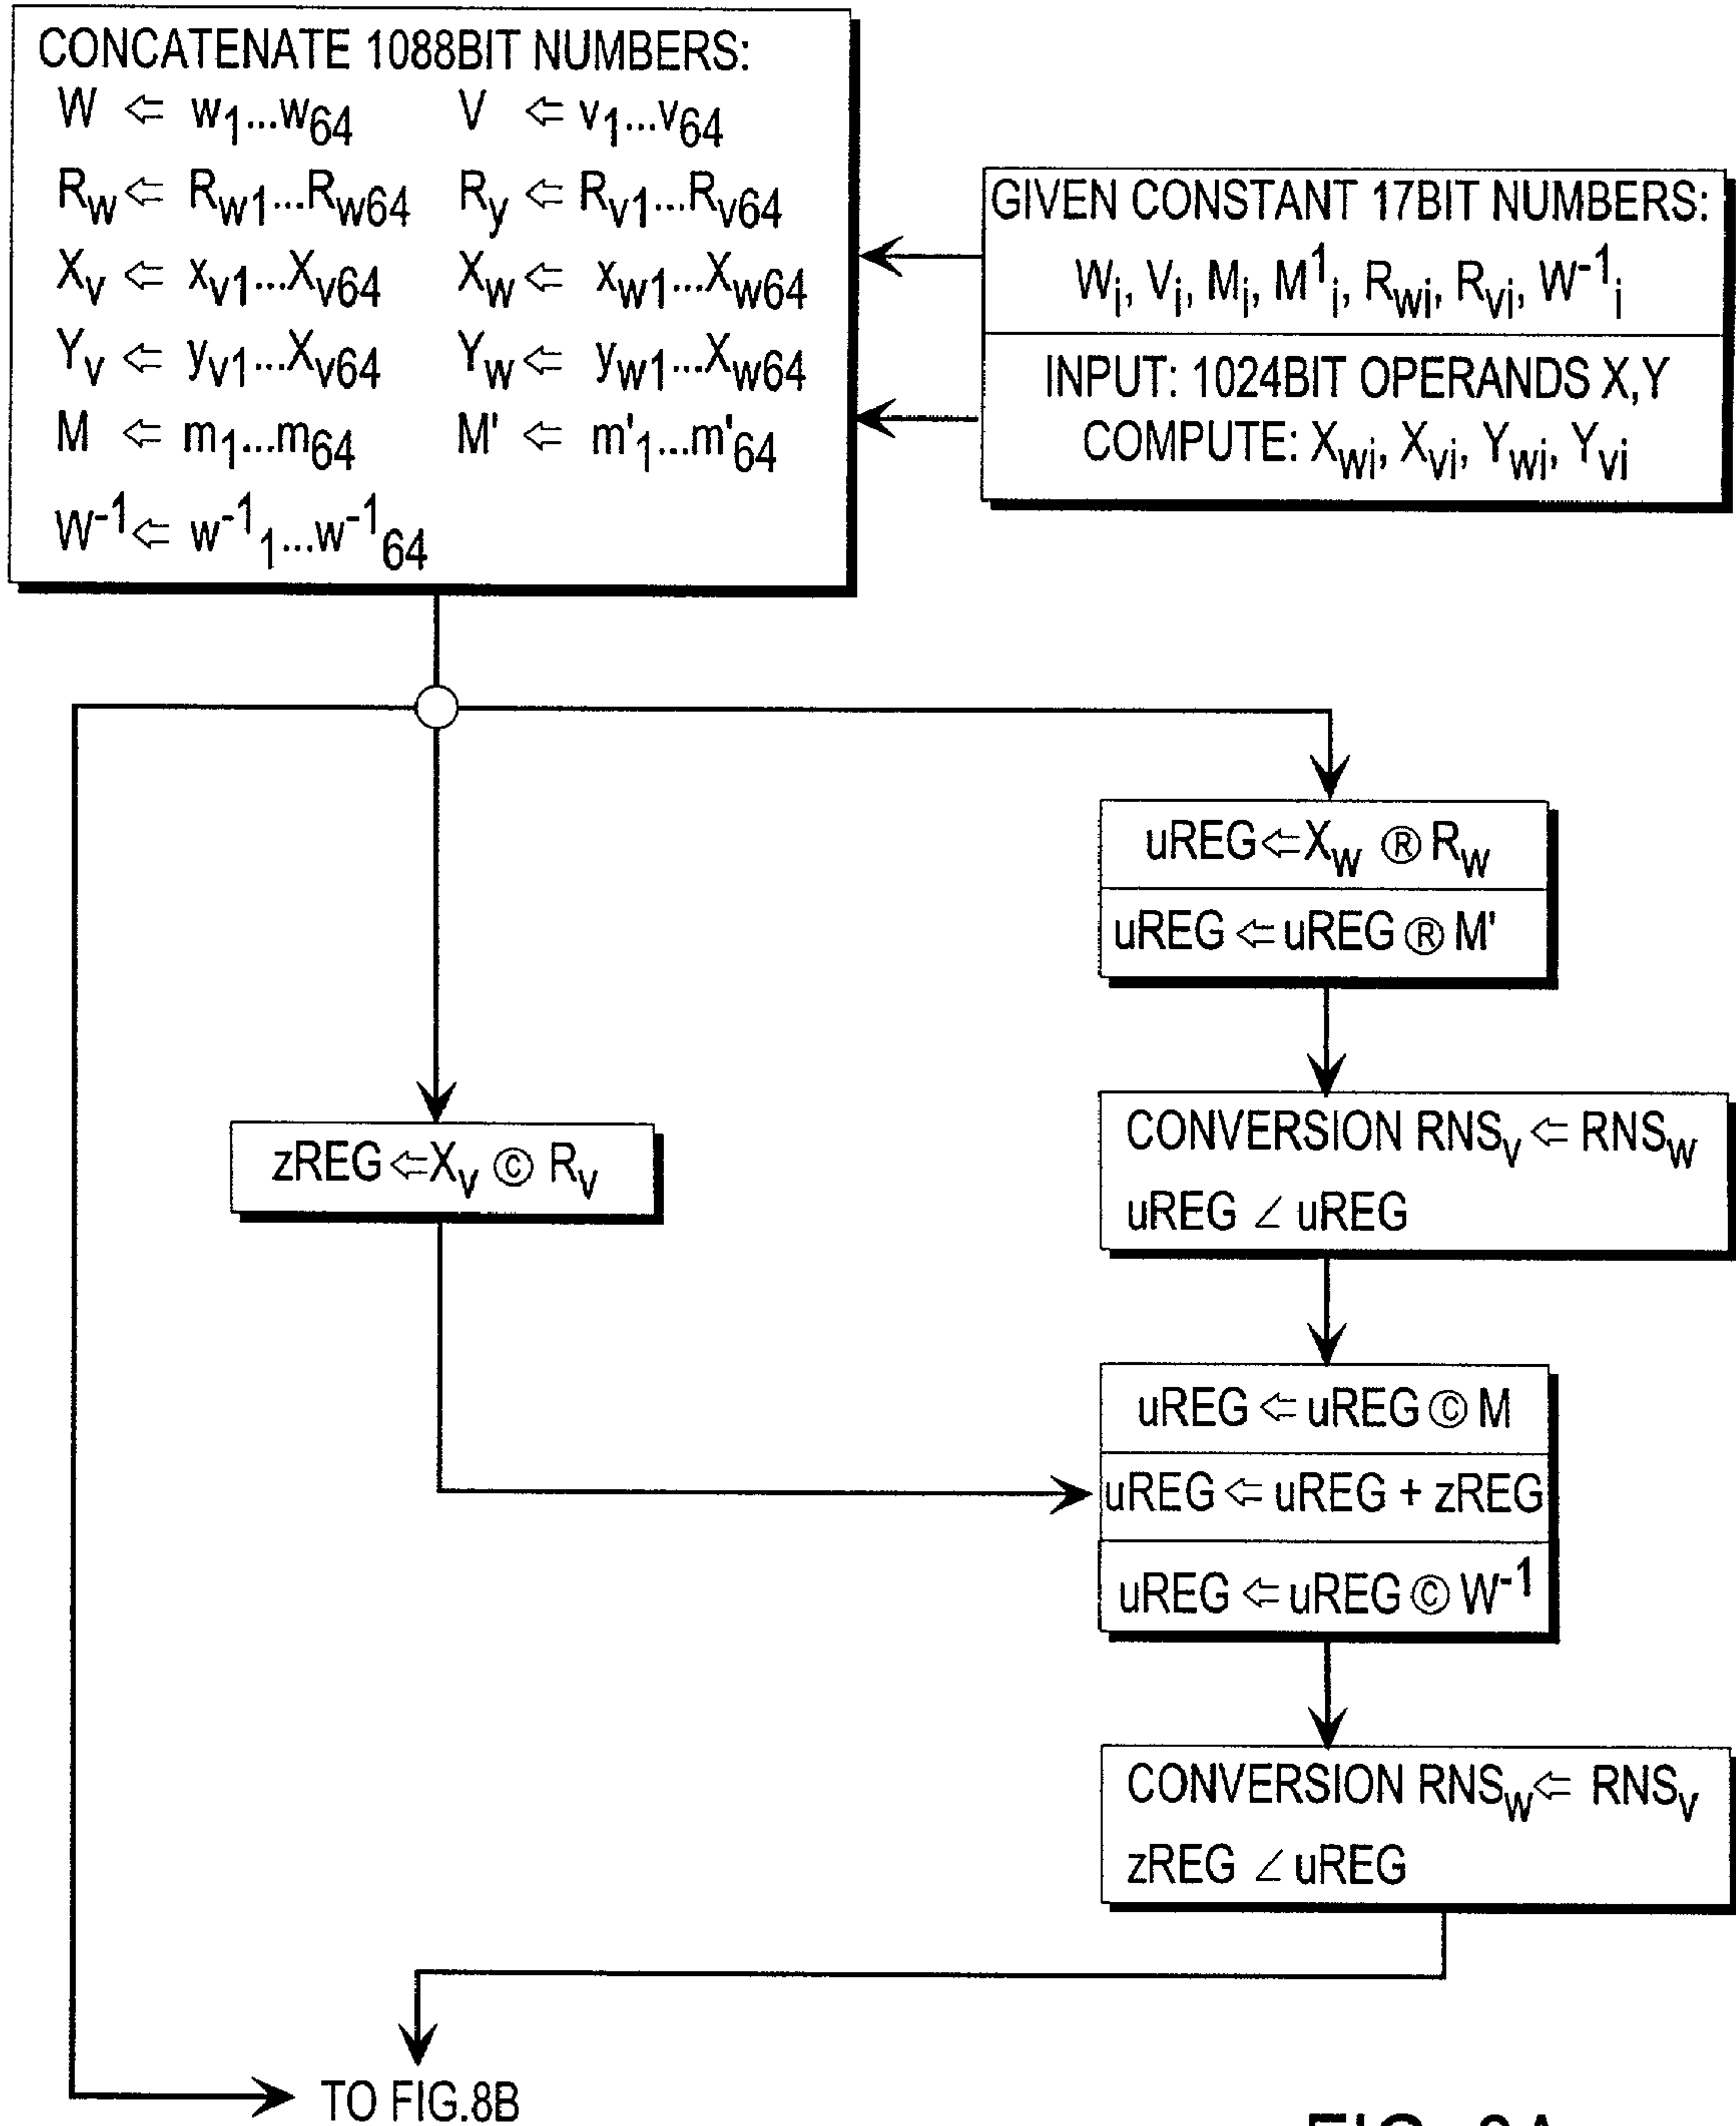 CONCATENATE 1088BIT NUMBERS:
W ⇐ w1...w64 V ⇐ v1...v64
Rw ⇐ Rw1...Rw64 Ry ⇐ Rv1...Rv64
Xv ⇐ xv1...Xv64 Xw ⇐ xw1...Xw64
Yv ⇐ yv1...Xv64 Yw ⇐ yw1...Xw64
M ⇐ m1...m64 M' ⇐ m'1...m'64
W-1 ⇐ w-11...w-164
GIVEN CONSTANT 17BIT NUMBERS:
Wi, Vi, Mi, M1i, Rwi, Rvi, W-1i
INPUT: 1024BIT OPERANDS X,Y
COMPUTE: Xwi, Xvi, Ywi, Yvi
uREG ⇐ Xw ® Rw
uREG ⇐ uREG ® M'
CONVERSION RNSv ⇐ RNSw
uREG ∠ uREG
zREG ⇐ Xv © Rv
uREG ⇐ uREG © M
uREG ⇐ uREG + zREG
uREG ⇐ uREG © W-1
CONVERSION RNSw ⇐ RNSv
zREG ∠ uREG
TO FIG.8B